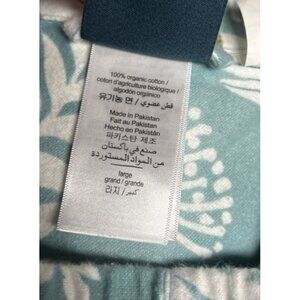 100% organic cotton /
coton d'agriculture biologique /
algodón orgánico
유기농 면 / قطن عضوي
Made in Pakistan
Fait au Pakistan
Hecho en Pakistán
파키스탄 제조
صنع في باكستان
من المواد المستوردة
large
grand / grande
라지 / كبير